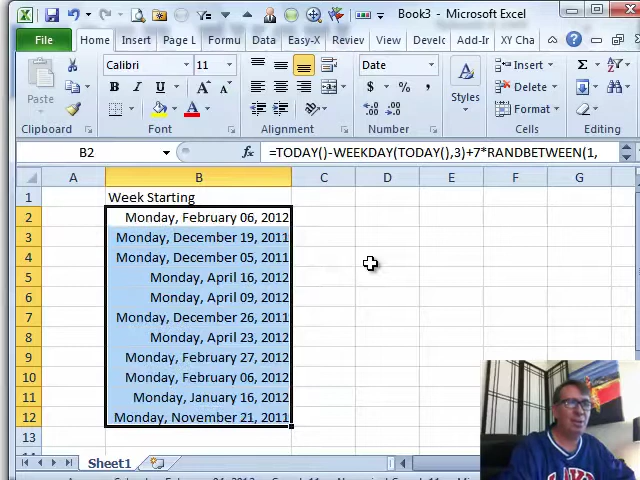 Book3 - Microsoft Excel
File Home Insert Page L Formu Data Easy-X Review View Develc Add-Ir XY Cha
Paste
Calibri 11
Date
Styles
Insert
Delete
Format
Clipboard Font Alignment Number Cells Editing
B2 fx =TODAY()-WEEKDAY(TODAY(),3)+7*RANDBETWEEN(1,
A B C D E F G
1 Week Starting
2 Monday, February 06, 2012
3 Monday, December 19, 2011
4 Monday, December 05, 2011
5 Monday, April 16, 2012
6 Monday, April 09, 2012
7 Monday, December 26, 2011
8 Monday, April 23, 2012
9 Monday, February 27, 2012
10 Monday, February 06, 2012
11 Monday, January 16, 2012
12 Monday, November 21, 2011
13
Sheet1